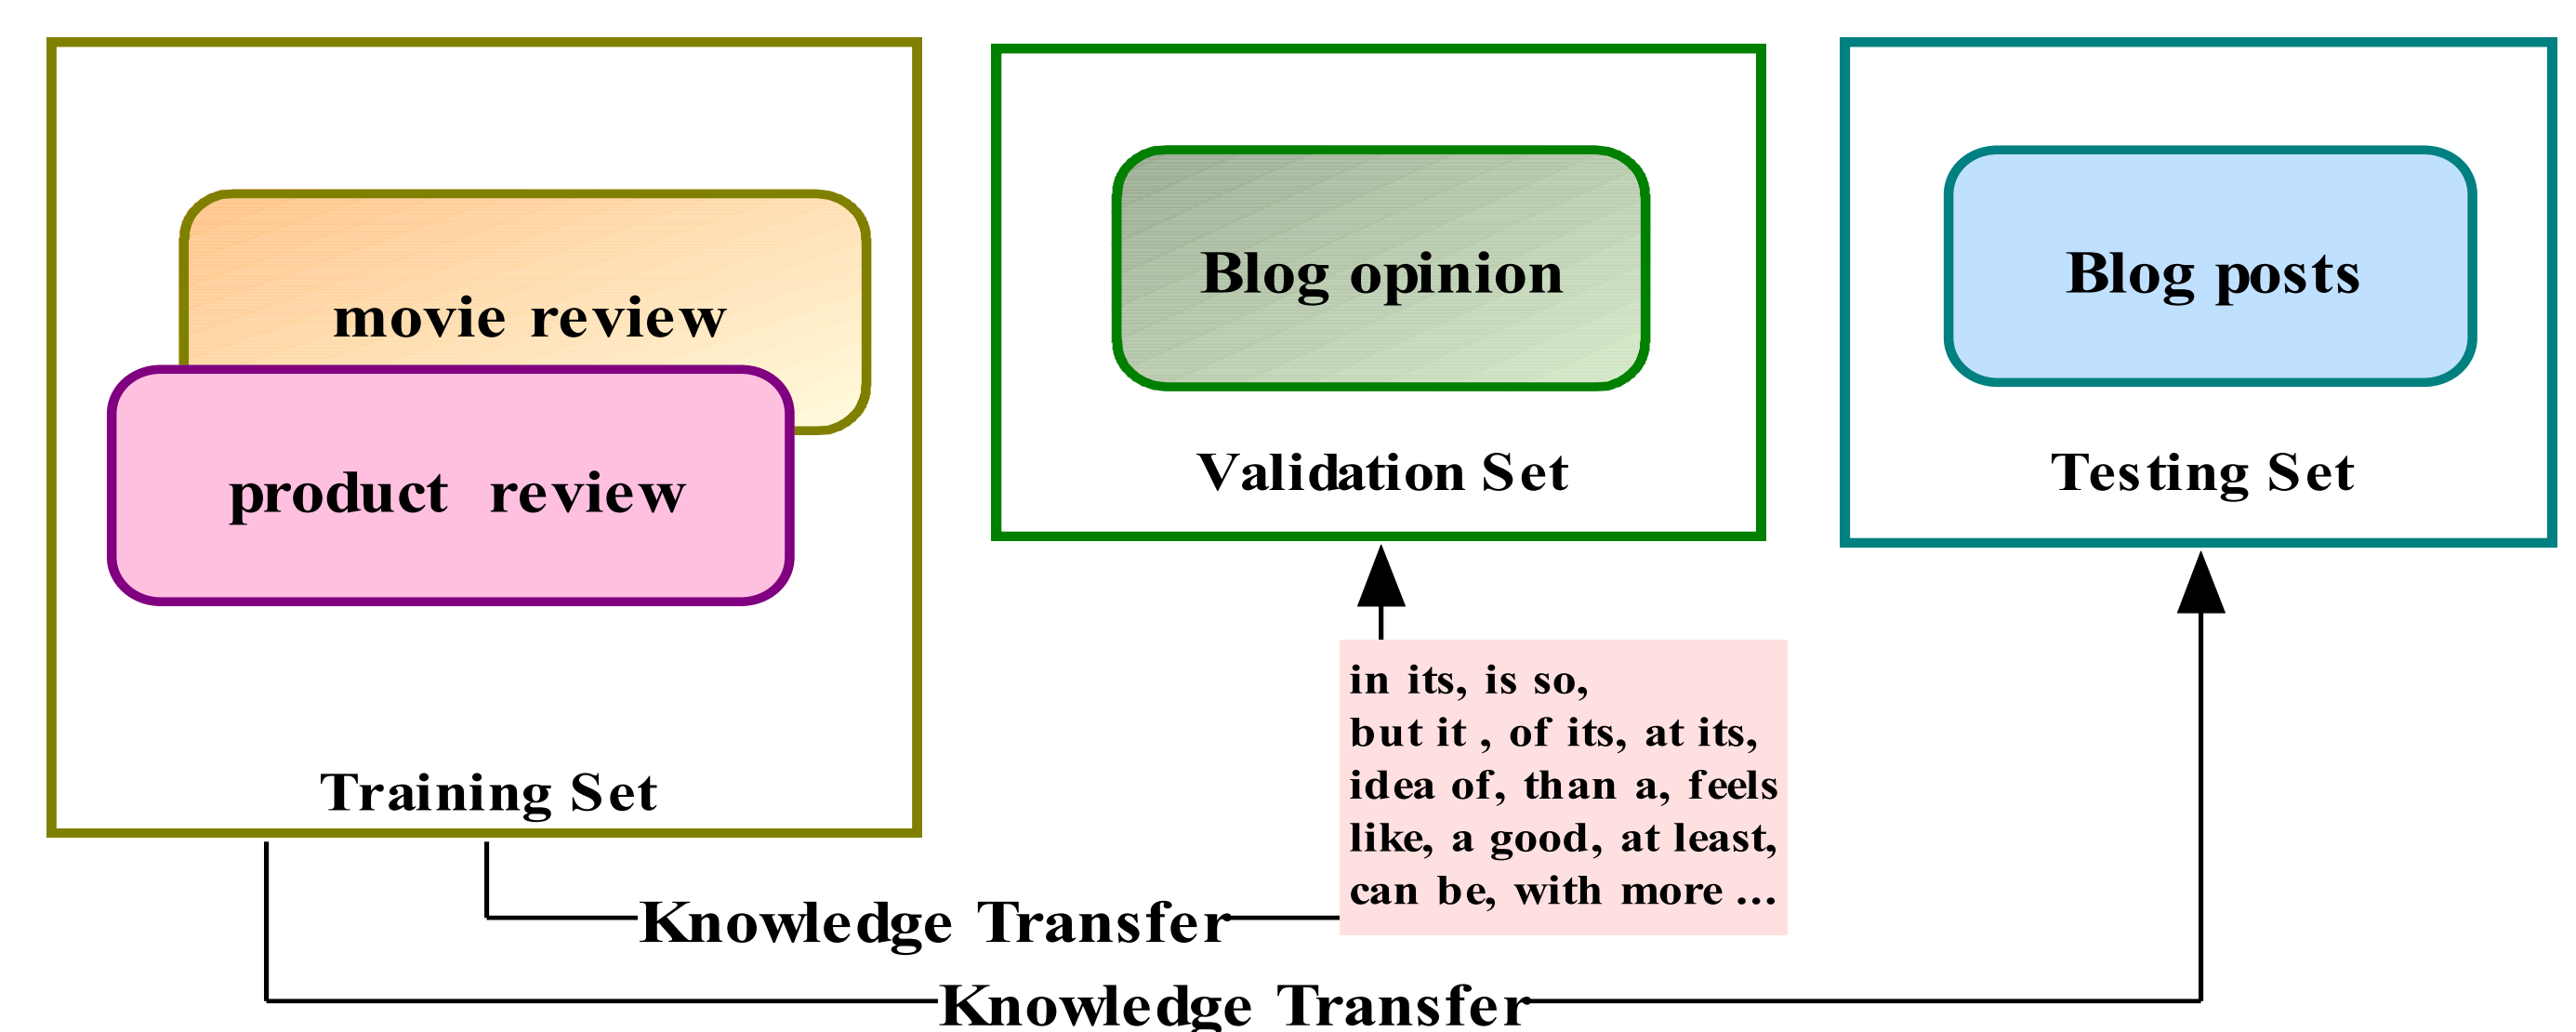 movie review
product review
Training Set
Blog opinion
Validation Set
Blog posts
Testing Set
in its, is so,
but it , of its, at its,
idea of, than a, feels
like, a good, at least,
can be, with more ...
Knowledge Transfer
Knowledge Transfer